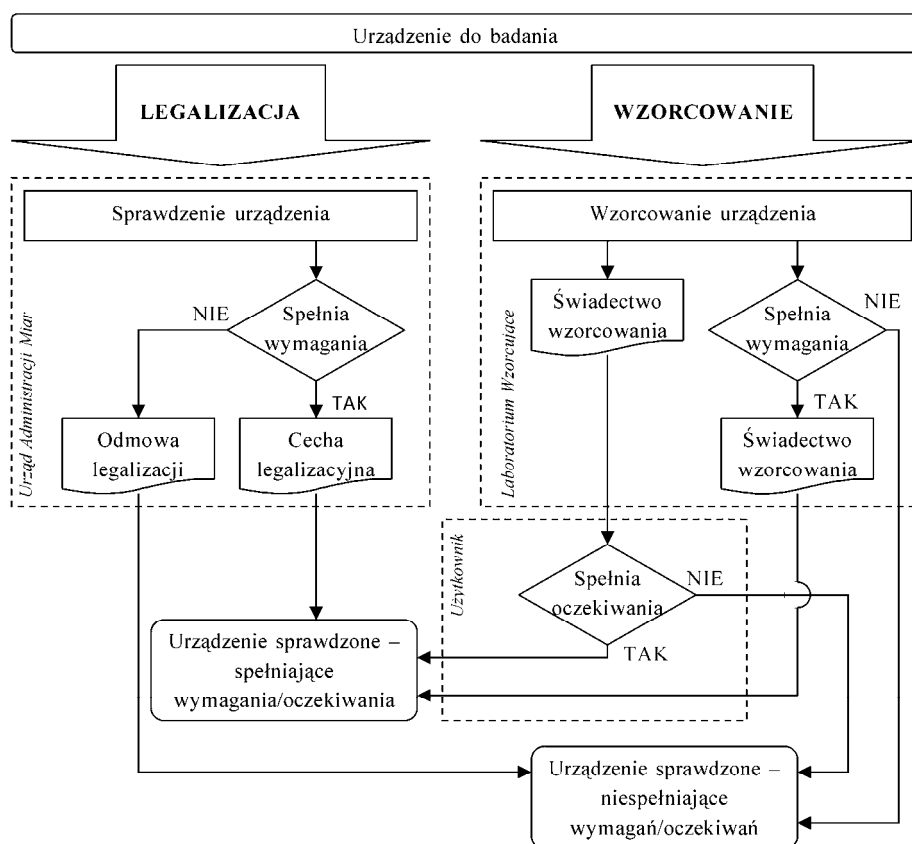 Urządzenie do badania
LEGALIZACJA
WZORCOWANIE
Sprawdzenie urządzenia
Wzorcowanie urządzenia
NIE
Spełnia
wymagania
Świadectwo
wzorcowania
Spełnia
wymagania
NIE
TAK
TAK
Odmowa
legalizacji
Cecha
legalizacyjna
Świadectwo
wzorcowania
Urząd Administracji Miar
Laboratorium Wzorcujące
Użytkownik
Spełnia
oczekiwania
NIE
TAK
Urządzenie sprawdzone –
spełniające
wymagania/oczekiwania
Urządzenie sprawdzone –
niespełniające
wymagań/oczekiwań